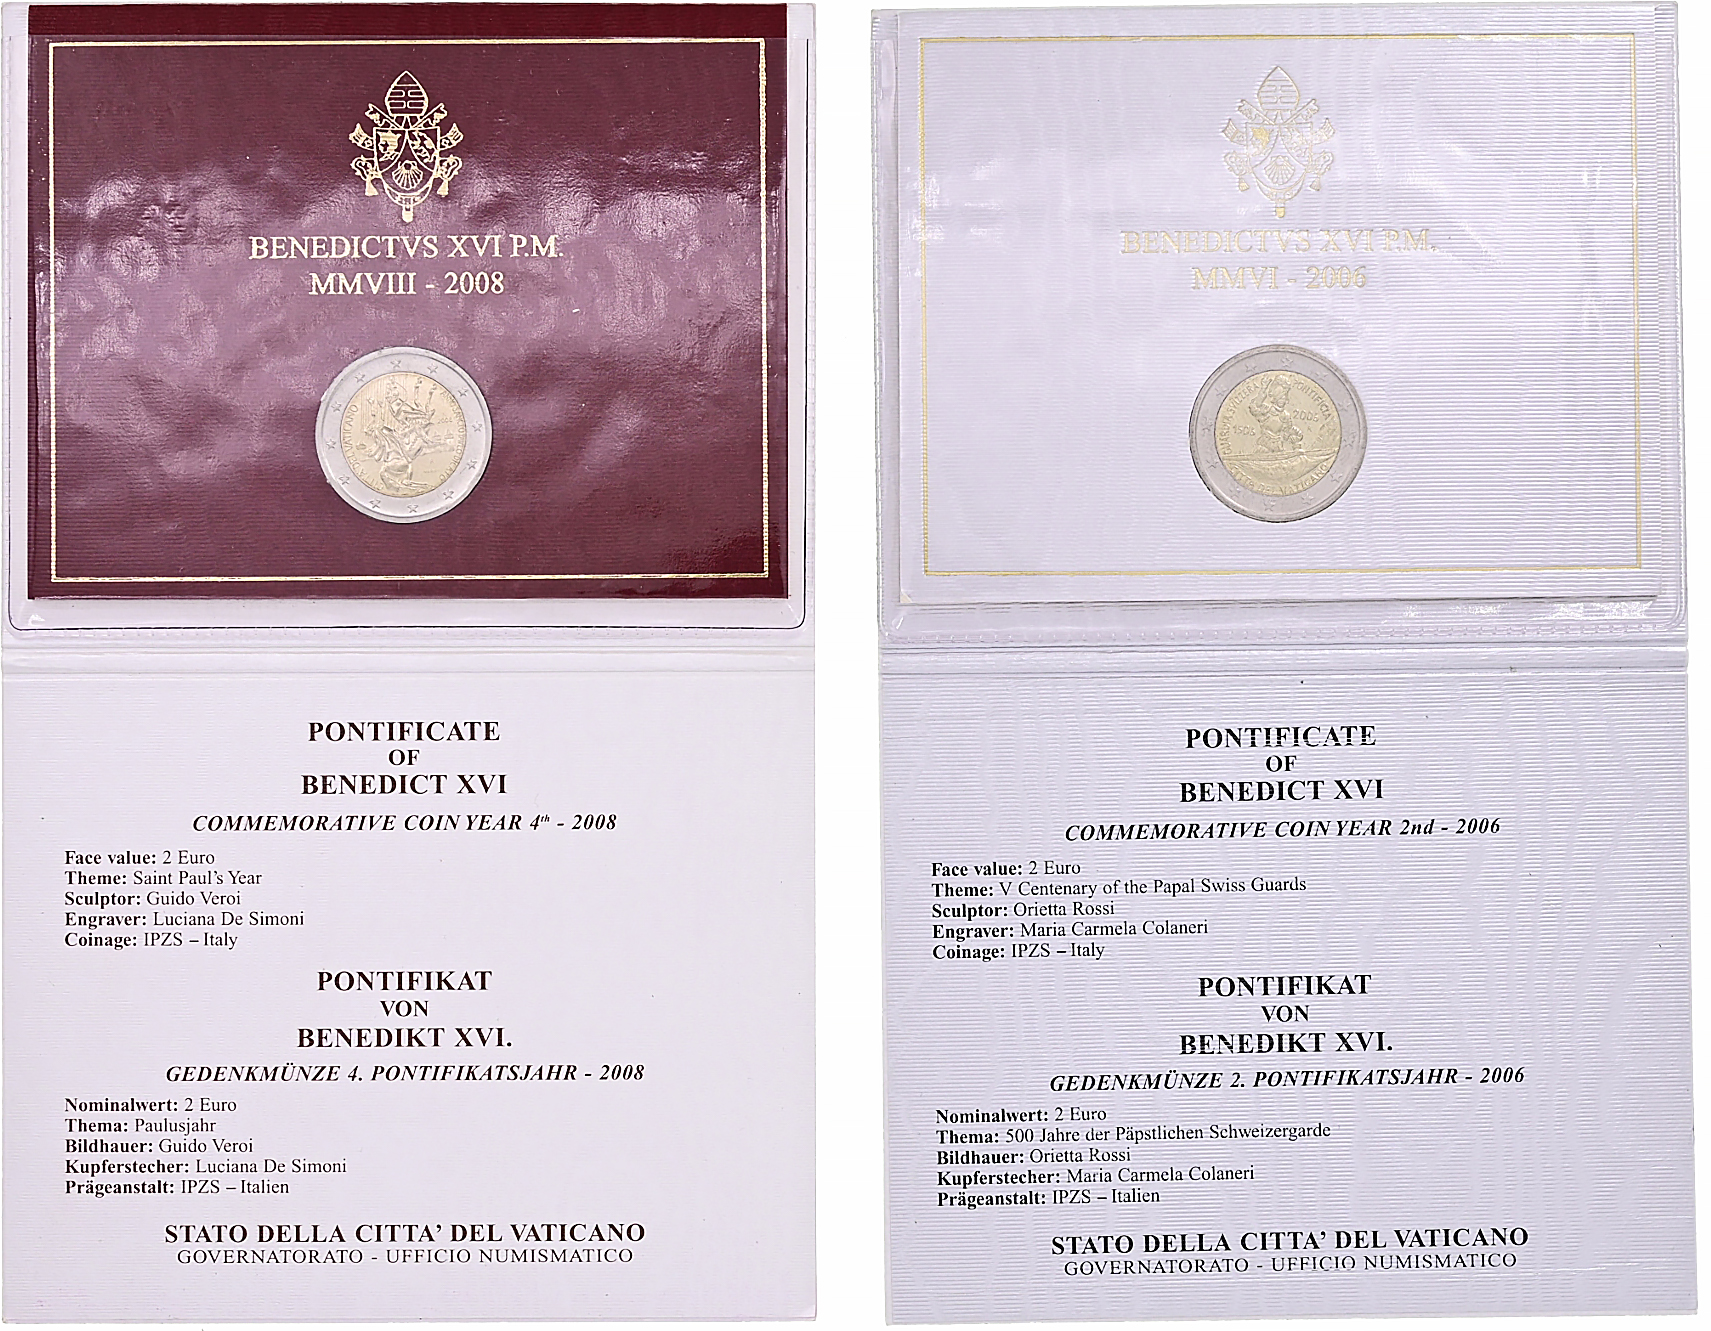 BENEDICTVS XVI P.M.
MMVIII - 2008
PONTIFICATE
OF
BENEDICT XVI
COMMEMORATIVE COIN YEAR 4th - 2008
Face value: 2 Euro
Theme: Saint Paul's Year
Sculptor: Guido Veroi
Engraver: Luciana De Simoni
Coinage: IPZS – Italy
PONTIFIKAT
VON
BENEDIKT XVI.
GEDENKMÜNZE 4. PONTIFIKATSJAHR - 2008
Nominalwert: 2 Euro
Thema: Paulusjahr
Bildhauer: Guido Veroi
Kupferstecher: Luciana De Simoni
Prägeanstalt: IPZS – Italien
STATO DELLA CITTA’ DEL VATICANO
GOVERNATORATO - UFFICIO NUMISMATICO
BENEDICTVS XVI P.M.
MMVI - 2006
1506
2006
VATICANO
PONTIFICATE
OF
BENEDICT XVI
COMMEMORATIVE COIN YEAR 2nd - 2006
Face value: 2 Euro
Theme: V Centenary of the Papal Swiss Guards
Sculptor: Orietta Rossi
Engraver: Maria Carmela Colaneri
Coinage: IPZS – Italy
PONTIFIKAT
VON
BENEDIKT XVI.
GEDENKMÜNZE 2. PONTIFIKATSJAHR - 2006
Nominalwert: 2 Euro
Thema: 500 Jahre der Päpstlichen Schweizergarde
Bildhauer: Orietta Rossi
Kupferstecher: Maria Carmela Colaneri
Prägeanstalt: IPZS – Italien
STATO DELLA CITTA’ DEL VATICANO
GOVERNATORATO - UFFICIO NUMISMATICO